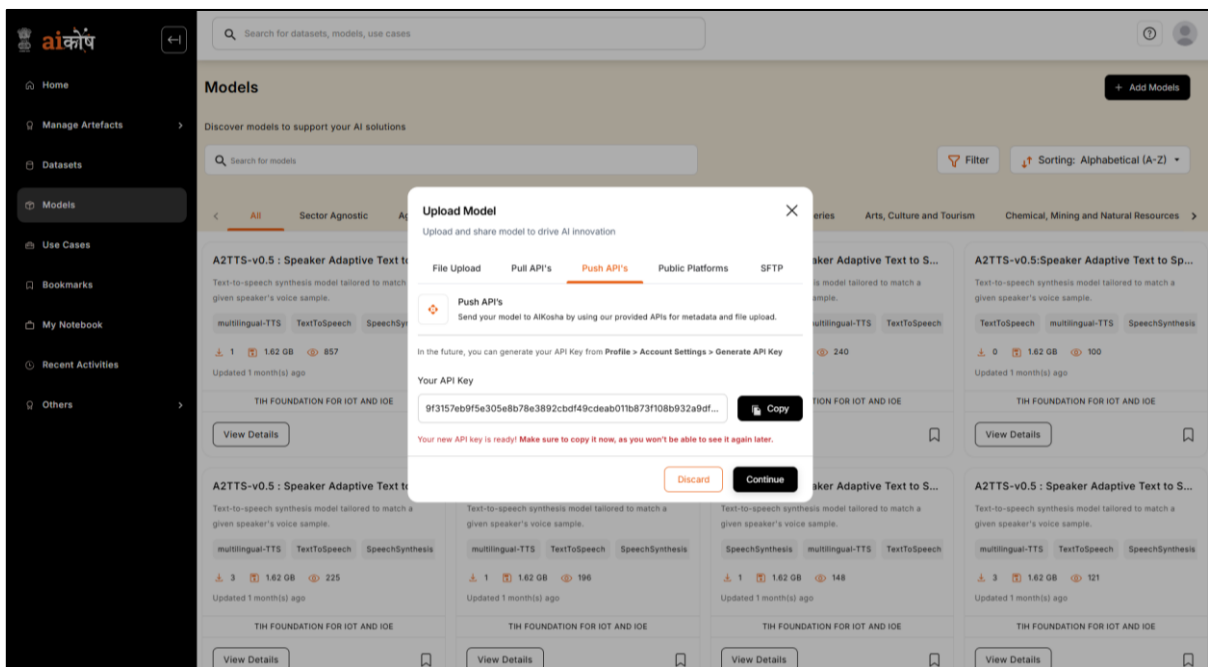 aiकोष
Search for datasets, models, use cases
Home
Manage Artefacts
Datasets
Models
Use Cases
Bookmarks
My Notebook
Recent Activities
Others
Models
+ Add Models
Discover models to support your AI solutions
Search for models
Filter
Sorting: Alphabetical (A-Z)
All Sector Agnostic Arts, Culture and Tourism Chemical, Mining and Natural Resources
Upload Model
Upload and share model to drive AI innovation
File Upload Pull API's Push API's Public Platforms SFTP
Push API's
Send your model to AIKosha by using our provided APIs for metadata and file upload.
In the future, you can generate your API Key from Profile > Account Settings > Generate API Key
Your API Key
9f3157eb9f5e305e8b78e3892cbdf49cdeab011b873f108b932a9df...
Copy
Your new API key is ready! Make sure to copy it now, as you won't be able to see it again later.
Discard
Continue
A2TTS-v0.5 : Speaker Adaptive Text to
Text-to-speech synthesis model tailored to match
given speaker's voice sample.
multilingual-TTS TextToSpeech
1 1.62 GB 857
Updated 1 month(s) ago
TIH FOUNDATION FOR IOT AND IOE
View Details
Adaptive Text to S...
is model tailored to match a
TextToSpeech
240
FOR IOT AND IOE
A2TTS-v0.5:Speaker Adaptive Text to Sp...
Text-to-speech synthesis model tailored to match a
given speaker's voice sample.
TextToSpeech multilingual-TTS SpeechSynthesis
0 1.62 GB 100
Updated 1 month(s) ago
TIH FOUNDATION FOR IOT AND IOE
View Details
A2TTS-v0.5 : Speaker Adaptive Text to
Text-to-speech synthesis model tailored to match a
given speaker's voice sample.
multilingual-TTS TextToSpeech SpeechSynthesis
3 1.62 GB 225
Updated 1 month(s) ago
TIH FOUNDATION FOR IOT AND IOE
View Details
Text-to-speech synthesis model tailored to match a
given speaker's voice sample.
multilingual-TTS TextToSpeech SpeechSynthesis
1 1.62 GB 196
Updated 1 month(s) ago
TIH FOUNDATION FOR IOT AND IOE
View Details
Adaptive Text to S...
Text-to-speech synthesis model tailored to match a
given speaker's voice sample.
SpeechSynthesis multilingual-TTS TextToSpeech
1 1.62 GB 148
Updated 1 month(s) ago
TIH FOUNDATION FOR IOT AND IOE
View Details
A2TTS-v0.5 : Speaker Adaptive Text to S...
Text-to-speech synthesis model tailored to match a
given speaker's voice sample.
multilingual-TTS TextToSpeech SpeechSynthesis
3 1.62 GB 121
Updated 1 month(s) ago
TIH FOUNDATION FOR IOT AND IOE
View Details